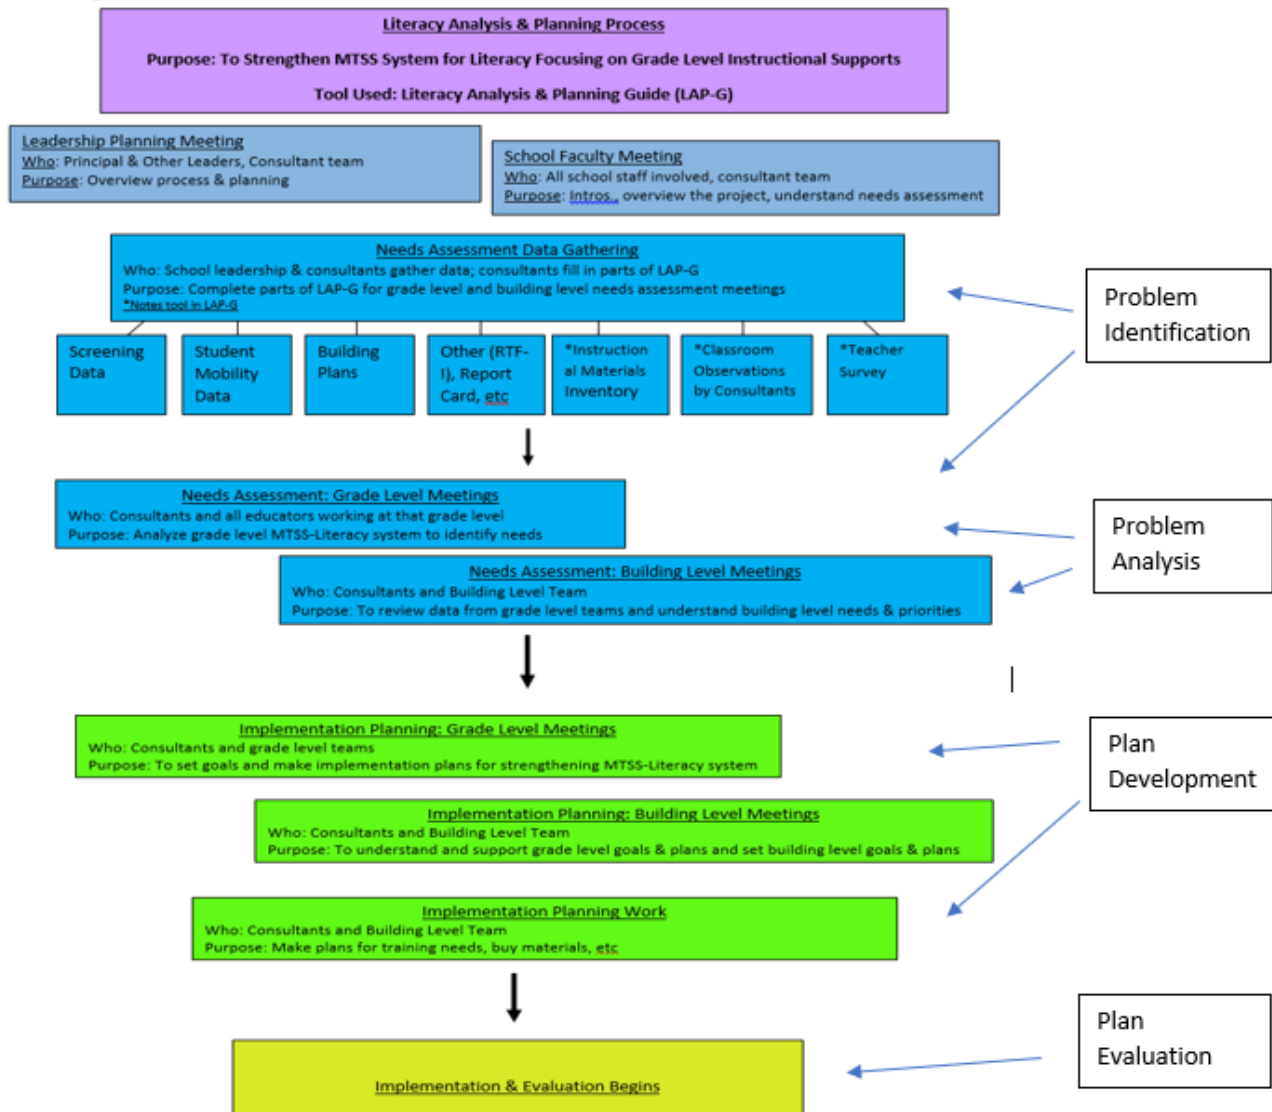 Literacy Analysis & Planning Process
Purpose: To Strengthen MTSS System for Literacy Focusing on Grade Level Instructional Supports
Tool Used: Literacy Analysis & Planning Guide (LAP-G)
Leadership Planning Meeting
Who: Principal & Other Leaders, Consultant team
Purpose: Overview process & planning
School Faculty Meeting
Who: All school staff involved, consultant team
Purpose: Intros., overview the project, understand needs assessment
Needs Assessment Data Gathering
Who: School leadership & consultants gather data; consultants fill in parts of LAP-G
Purpose: Complete parts of LAP-G for grade level and building level needs assessment meetings
*Notes tool in LAP-G
Problem
Identification
Screening
Data
Student
Mobility
Data
Building
Plans
Other (RTF-
I), Report
Card, etc
*Instruction
al Materials
Inventory
*Classroom
Observations
by Consultants
*Teacher
Survey
Needs Assessment: Grade Level Meetings
Who: Consultants and all educators working at that grade level
Purpose: Analyze grade level MTSS-Literacy system to identify needs
Problem
Analysis
Needs Assessment: Building Level Meetings
Who: Consultants and Building Level Team
Purpose: To review data from grade level teams and understand building level needs & priorities
Implementation Planning: Grade Level Meetings
Who: Consultants and grade level teams
Purpose: To set goals and make implementation plans for strengthening MTSS-Literacy system
Plan
Development
Implementation Planning: Building Level Meetings
Who: Consultants and Building Level Team
Purpose: To understand and support grade level goals & plans and set building level goals & plans
Implementation Planning Work
Who: Consultants and Building Level Team
Purpose: Make plans for training needs, buy materials, etc
Plan
Evaluation
Implementation & Evaluation Begins